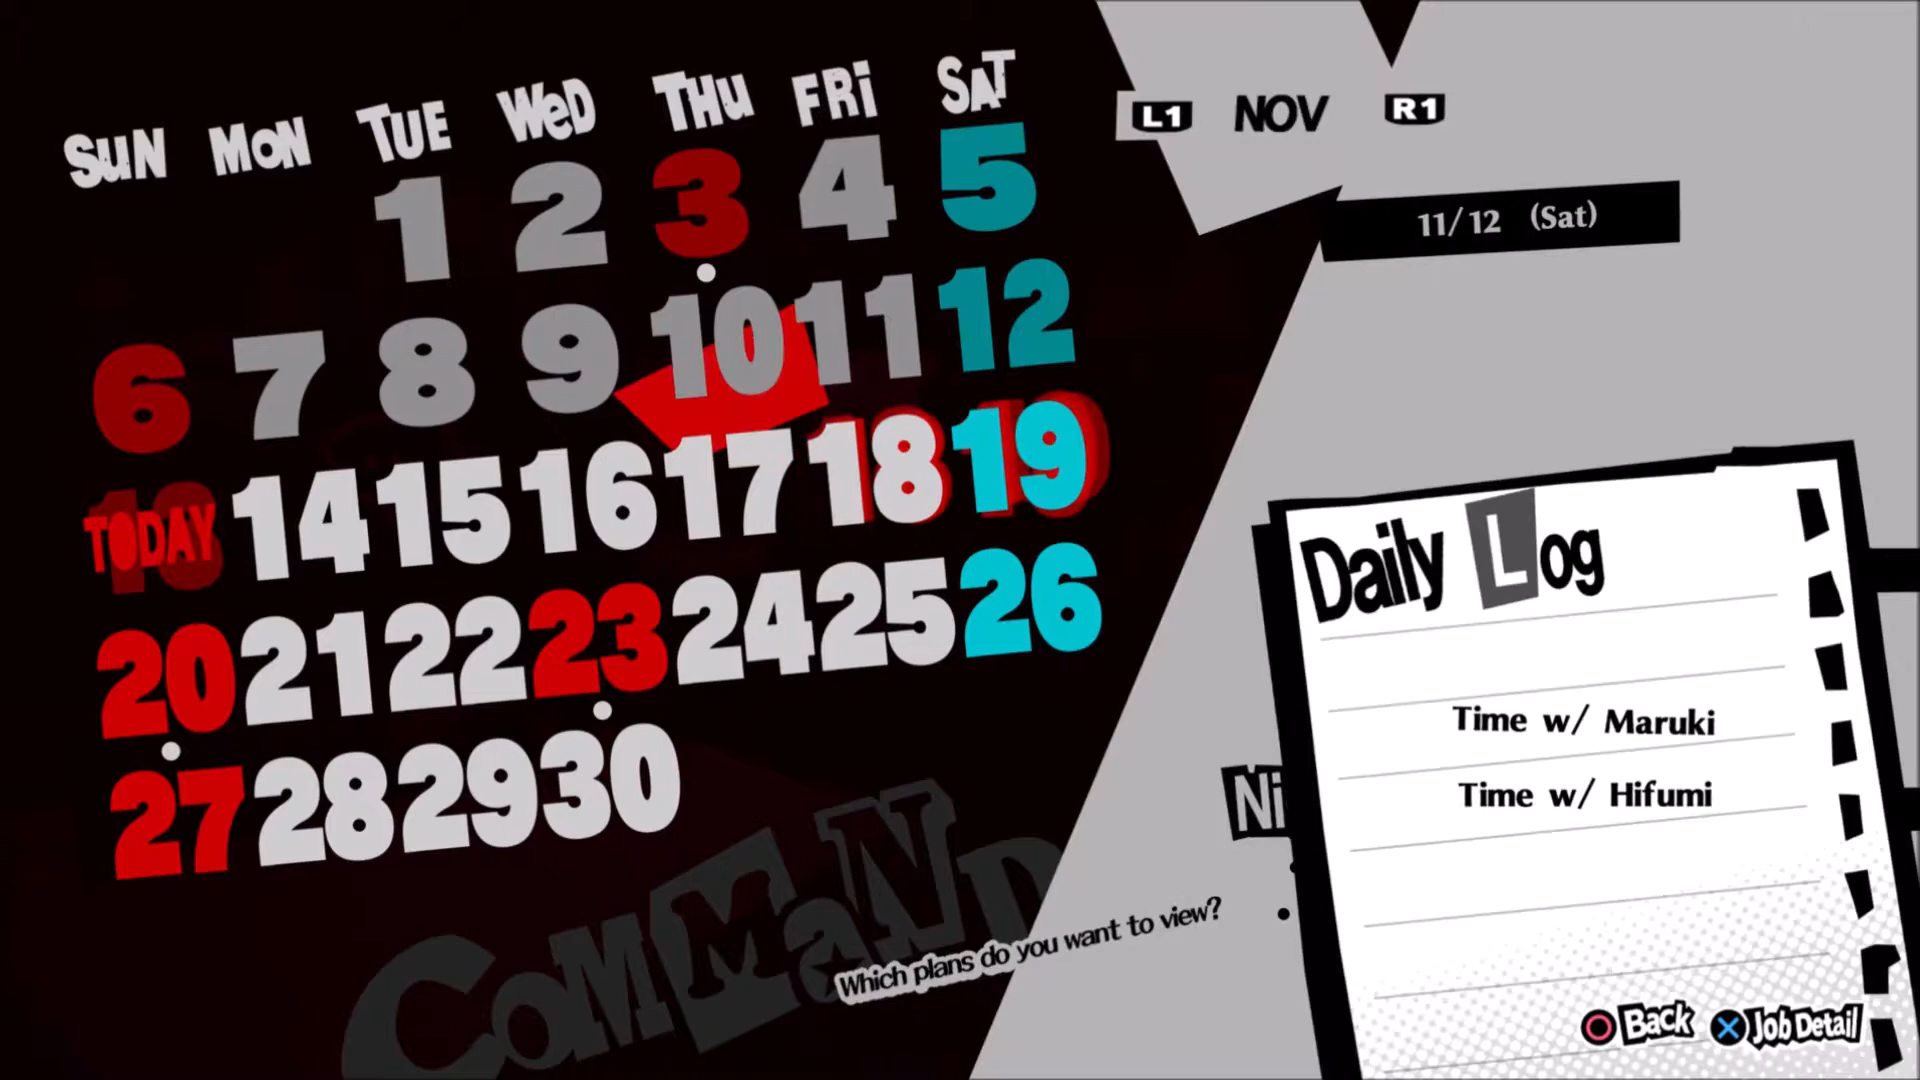 SUN MON TUE WED THU FRi SAT
1 2 3 4 5
6 7 8 9 10 11 12
13 TODAY 14 15 16 17 18 19
20 21 22 23 24 25 26
27 28 29 30
L1 NOV R1
11/12 (Sat)
Daily Log
Time w/ Maruki
Time w/ Hifumi
Ni
COMMAND
Which plans do you want to view?
Back Job Detail